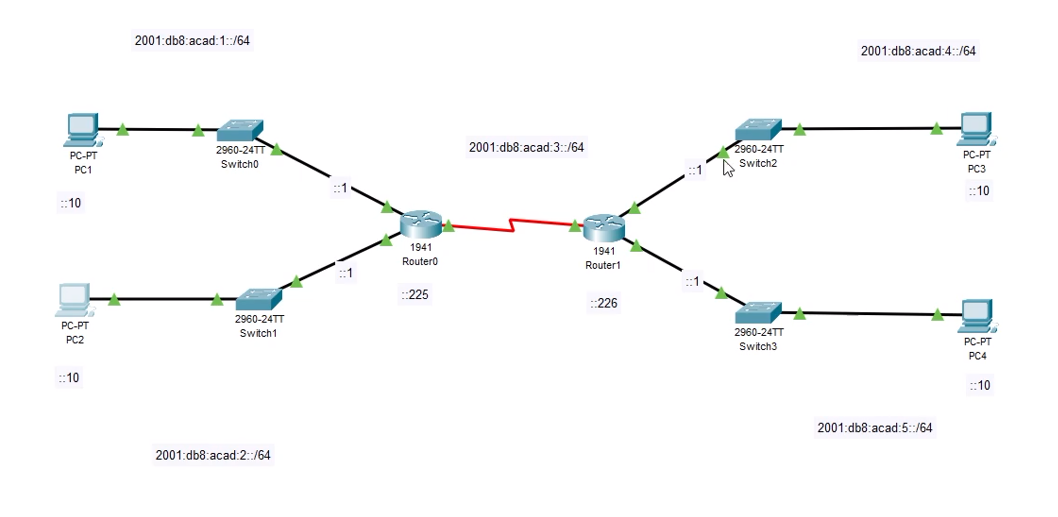 2001:db8:acad:1::/64
2001:db8:acad:4::/64
PC-PT
PC1
2960-24TT
Switch0
2001:db8:acad:3::/64
2960-24TT
Switch2
PC-PT
PC3
::1
::1
::10
::10
1941
Router0
1941
Router1
::1
::1
::225
::226
PC-PT
PC2
2960-24TT
Switch1
2960-24TT
Switch3
PC-PT
PC4
::10
::10
2001:db8:acad:5::/64
2001:db8:acad:2::/64